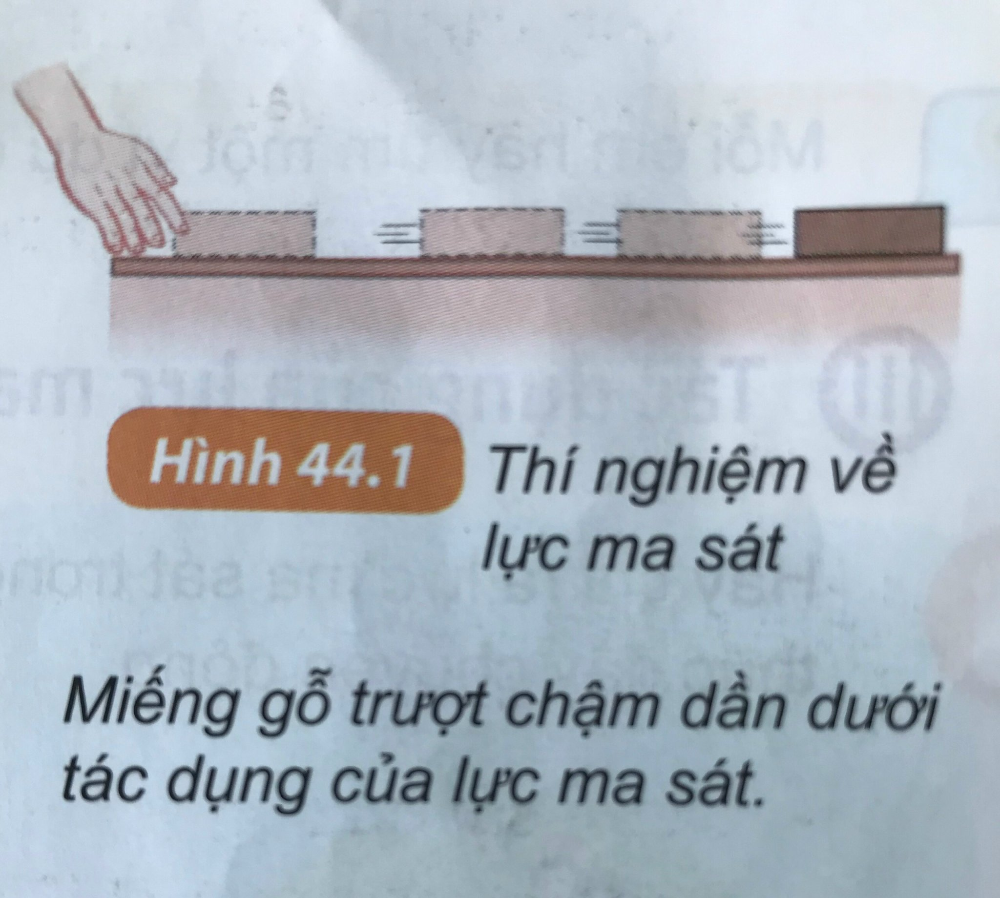 Hình 44.1 Thí nghiệm về
lực ma sát
Miếng gỗ trượt chậm dần dưới
tác dụng của lực ma sát.